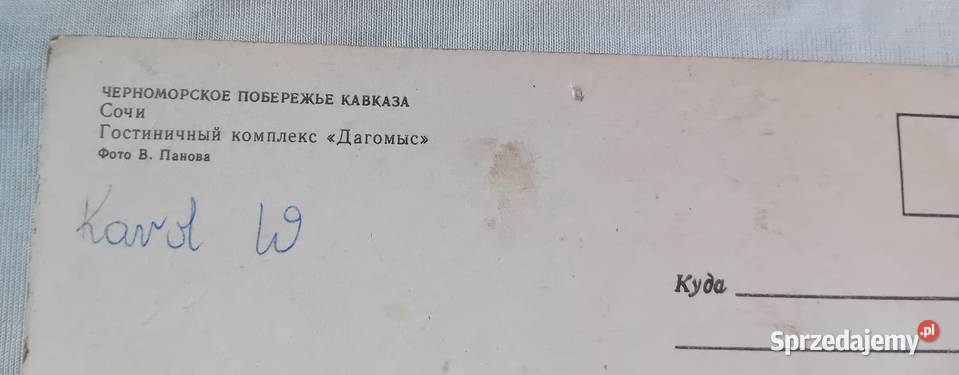 ЧЕРНОМОРСКОЕ ПОБЕРЕЖЬЕ КАВКАЗА
Сочи
Гостиничный комплекс «Дагомыс»
Фото В. Панова
Karol W
Куда
Sprzedajemy.pl